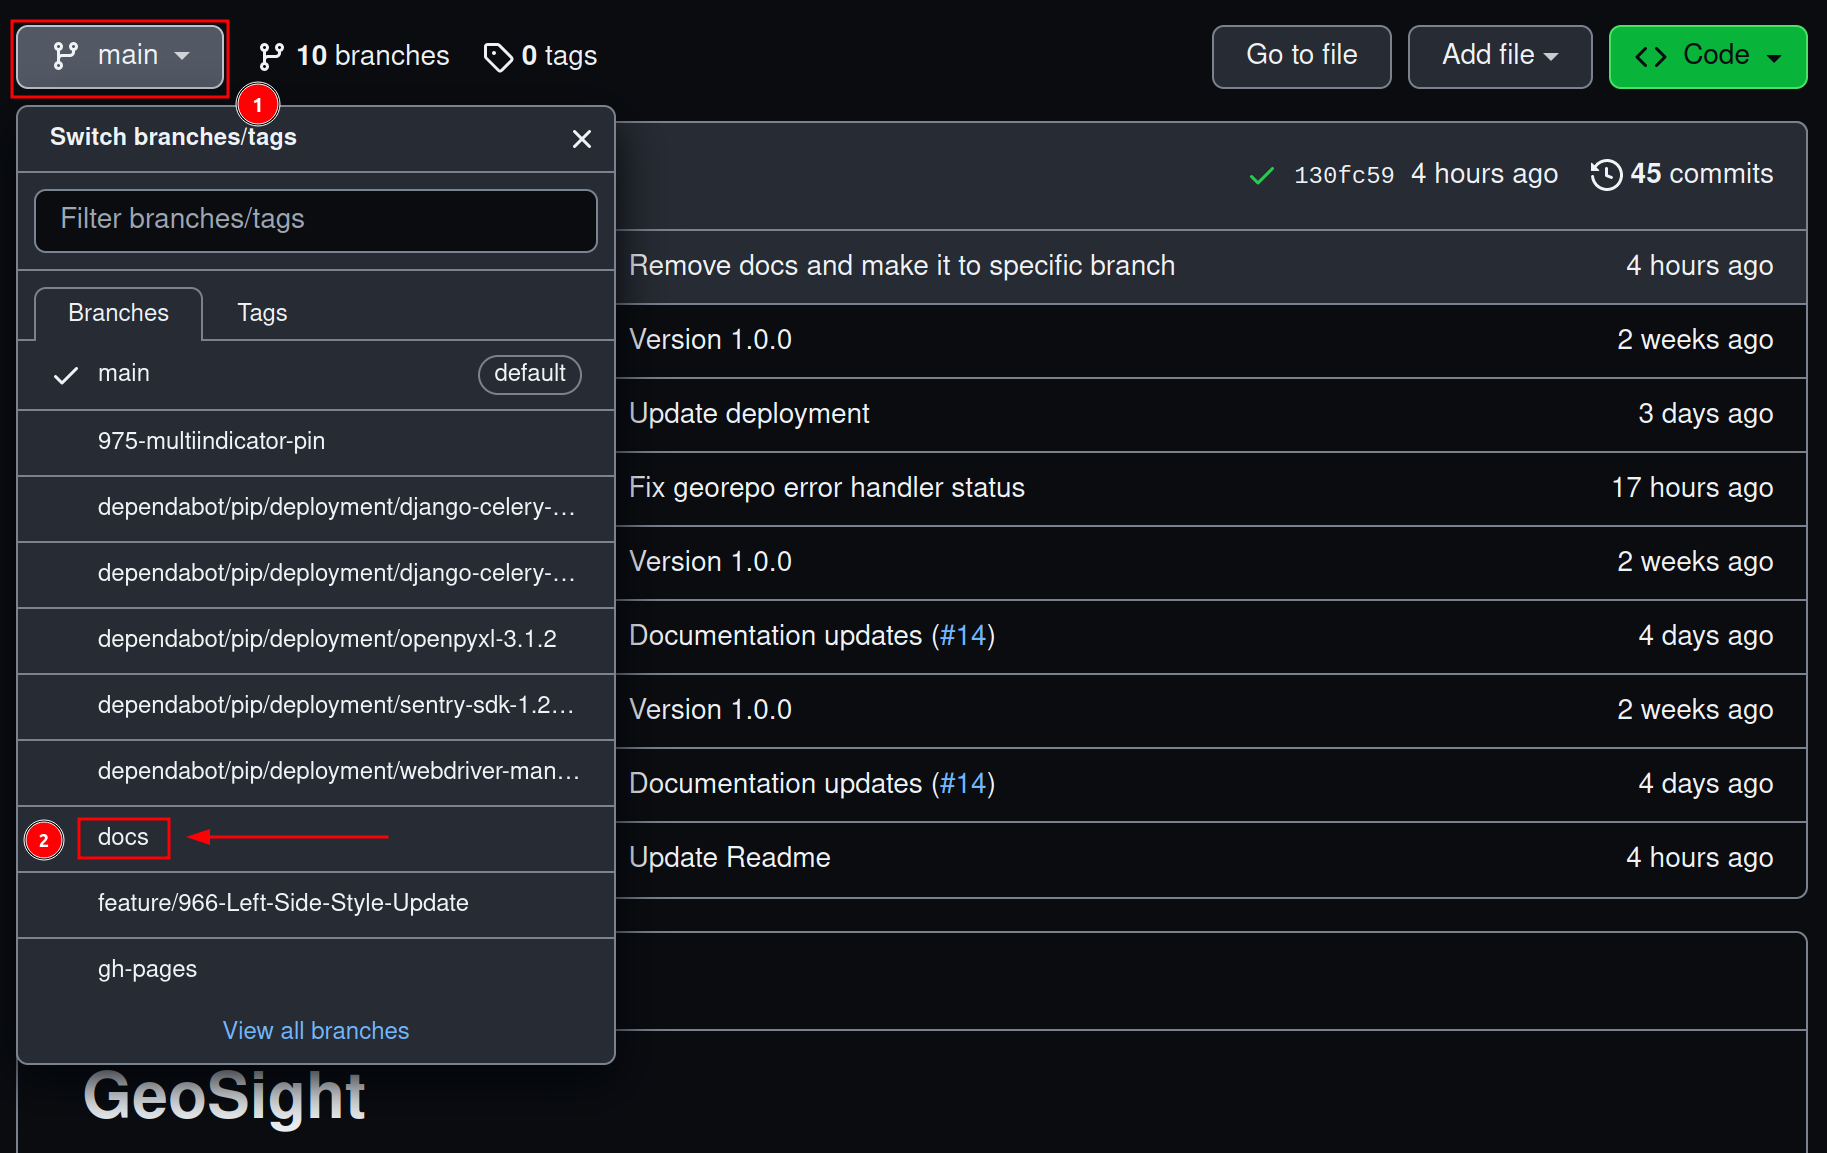 main
10 branches
0 tags
Go to file
Add file
Code
1
Switch branches/tags
130fc59 4 hours ago
45 commits
Filter branches/tags
Remove docs and make it to specific branch
4 hours ago
Branches
Tags
Version 1.0.0
2 weeks ago
main
default
Update deployment
3 days ago
975-multiindicator-pin
Fix georepo error handler status
17 hours ago
dependabot/pip/deployment/django-celery-...
Version 1.0.0
2 weeks ago
dependabot/pip/deployment/django-celery-...
dependabot/pip/deployment/openpyxl-3.1.2
Documentation updates (#14)
4 days ago
dependabot/pip/deployment/sentry-sdk-1.2...
Version 1.0.0
2 weeks ago
dependabot/pip/deployment/webdriver-man...
Documentation updates (#14)
4 days ago
2
docs
Update Readme
4 hours ago
feature/966-Left-Side-Style-Update
gh-pages
View all branches
GeoSight